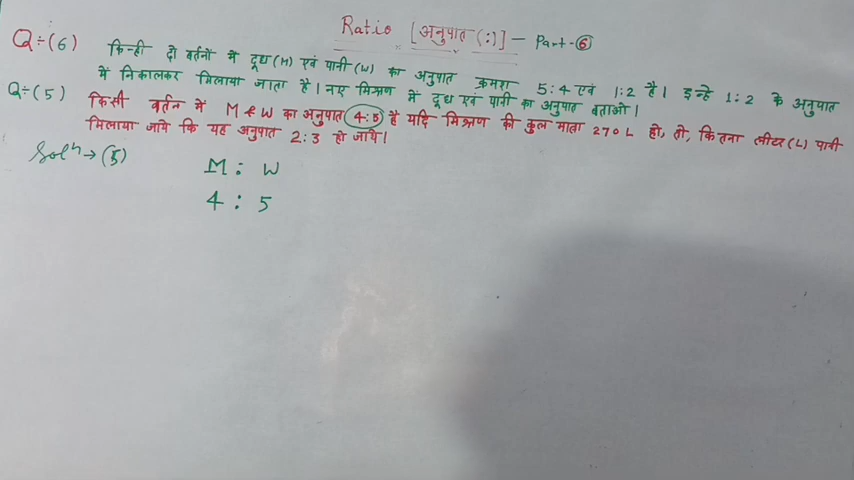 Ratio [अनुपात (:)] - Part-⑥
Q÷(6) किन्ही दो बर्तनो में दूध (M) एवं पानी (W) का अनुपात क्रमशः 5:4 एवं 1:2 है। इन्हे 1:2 के अनुपात
में निकालकर मिलाया जाता है। नए मिश्रण में दूध एवं पानी का अनुपात बताओ।
Q÷(5) किसी बर्तन में M & W का अनुपात 4:5 है यदि मिश्रण की कुल मात्रा 270 L हो, तो, कितना लीटर (L) पानी
मिलाया जाये कि यह अनुपात 2:3 हो जाये।
Solⁿ→(5)
M : W
4 : 5